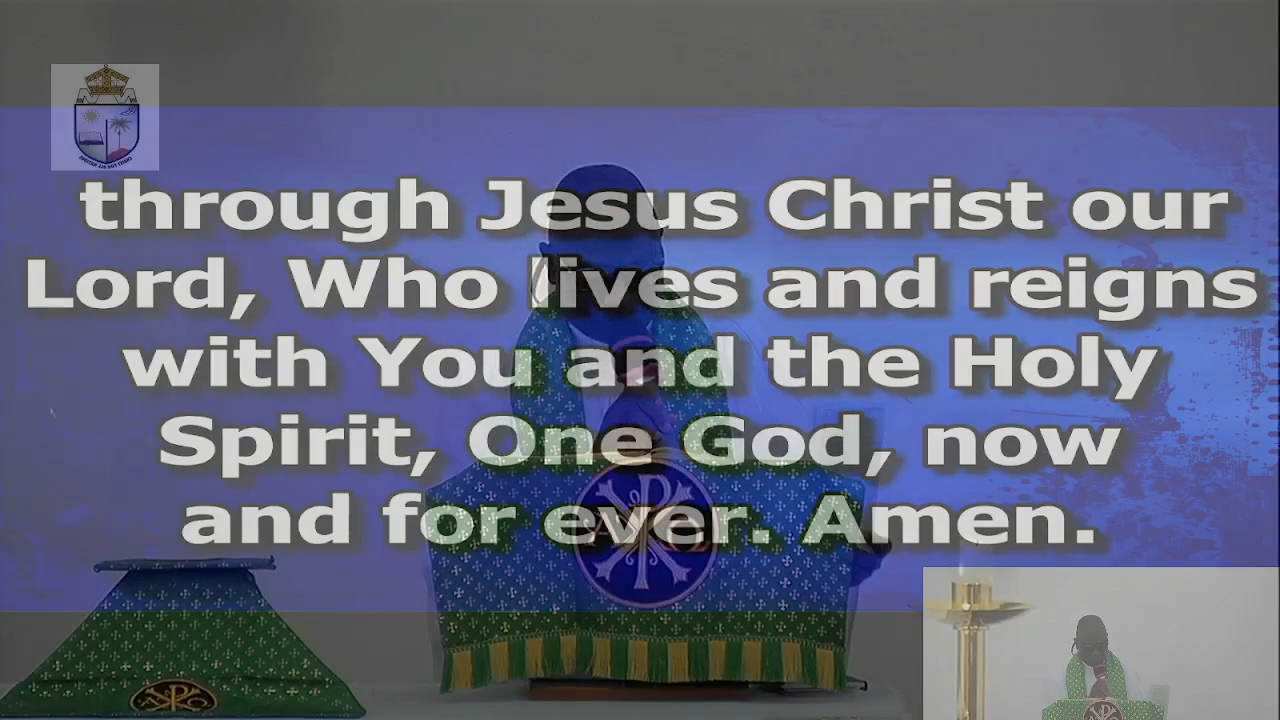 through Jesus Christ our
Lord, Who lives and reigns
with You and the Holy
Spirit, One God, now
and for ever. Amen.